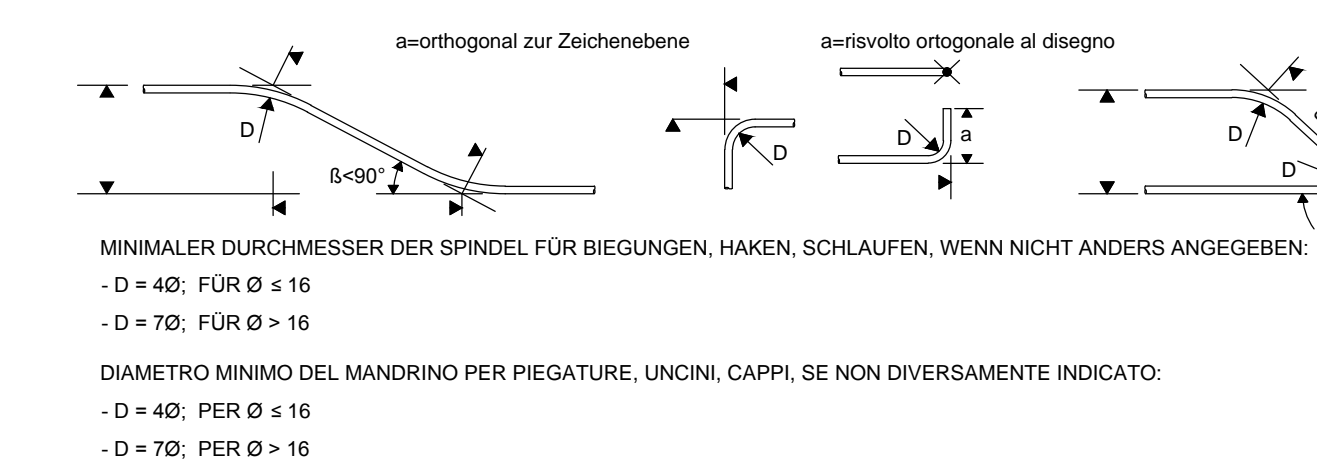 a=orthogonal zur Zeichenebene a=risvolto ortogonale al disegno
D ß<90° D D a D D
MINIMALER DURCHMESSER DER SPINDEL FÜR BIEGUNGEN, HAKEN, SCHLAUFEN, WENN NICHT ANDERS ANGEGEBEN:
- D = 4Ø; FÜR Ø ≤ 16
- D = 7Ø; FÜR Ø > 16
DIAMETRO MINIMO DEL MANDRINO PER PIEGATURE, UNCINI, CAPPI, SE NON DIVERSAMENTE INDICATO:
- D = 4Ø; PER Ø ≤ 16
- D = 7Ø; PER Ø > 16